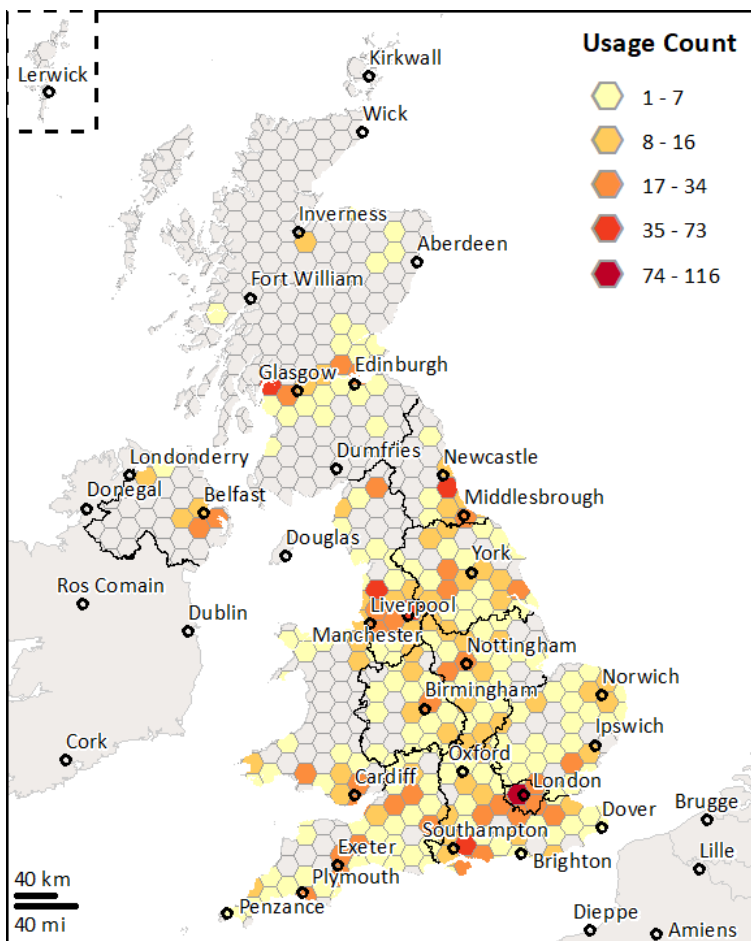 Lerwick
Kirkwall
Usage Count
1 - 7
8 - 16
17 - 34
35 - 73
74 - 116
Wick
Inverness
Aberdeen
Fort William
Glasgow
Edinburgh
Londonderry
Dumfries
Newcastle
Donegal
Belfast
Middlesbrough
Douglas
York
Ros Comain
Dublin
Liverpool
Manchester
Nottingham
Birmingham
Norwich
Cork
Ipswich
Oxford
Cardiff
London
Dover
Brugge
Southampton
Exeter
Brighton
Lille
Plymouth
Penzance
40 km
40 mi
Dieppe
Amiens